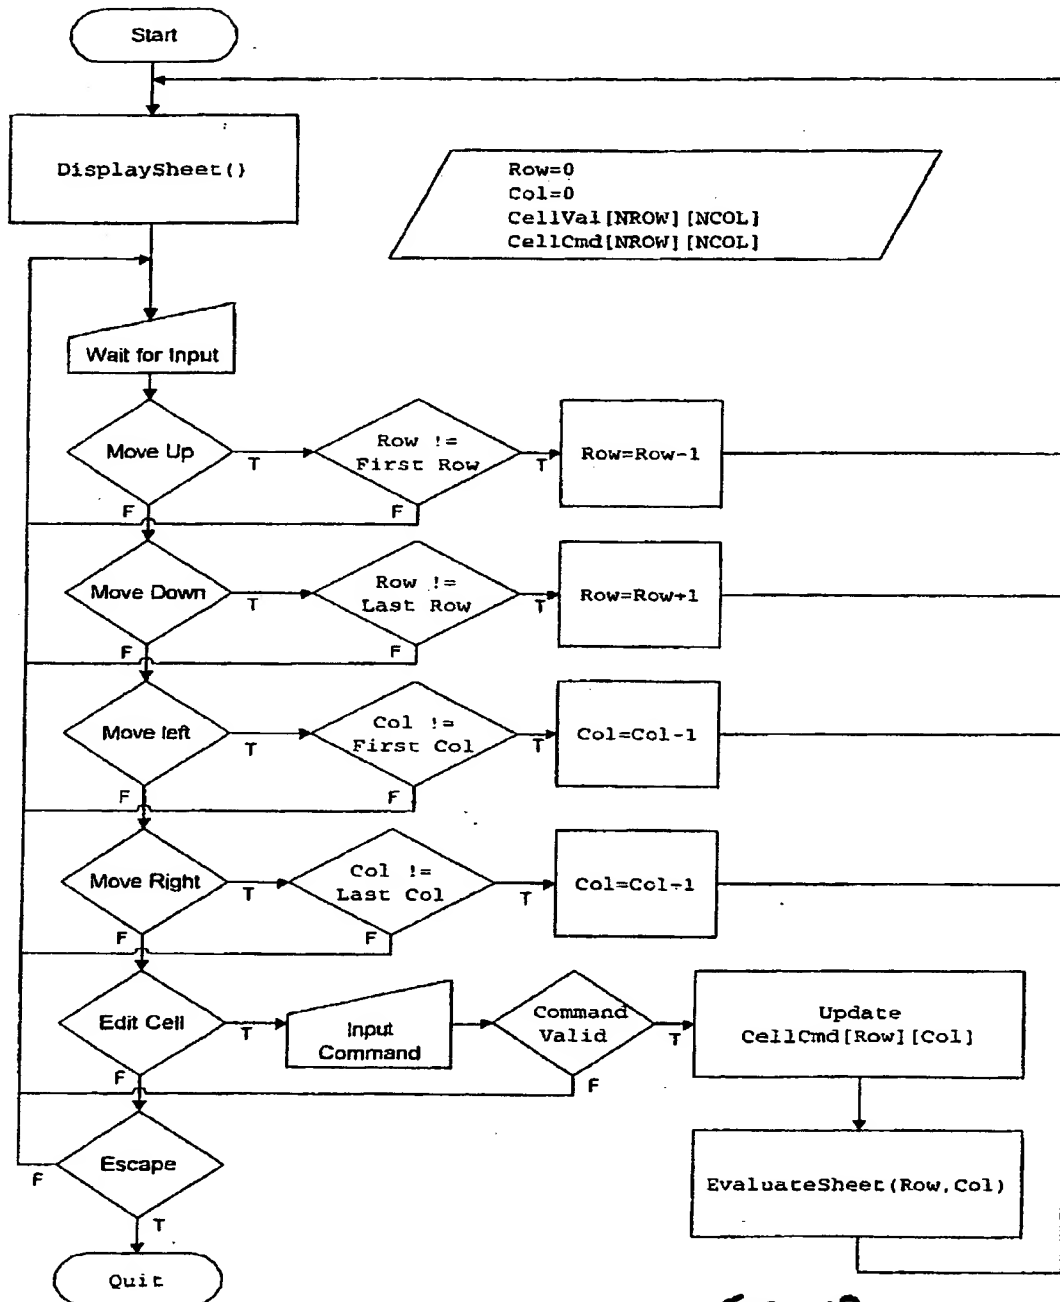 Start
DisplaySheet()
Row=0
Col=0
CellVal[NROW][NCOL]
CellCmd[NROW][NCOL]
Wait for Input
Move Up
T
Row !=
First Row
T
Row=Row-1
F
F
Move Down
T
Row !=
Last Row
T
Row=Row+1
F
F
Move left
T
Col !=
First Col
T
Col=Col-1
F
F
Move Right
T
Col !=
Last Col
T
Col=Col+1
F
F
Edit Cell
T
Input
Command
Command
Valid
T
Update
CellCmd[Row][Col]
F
F
Escape
F
T
EvaluateSheet(Row,Col)
Quit